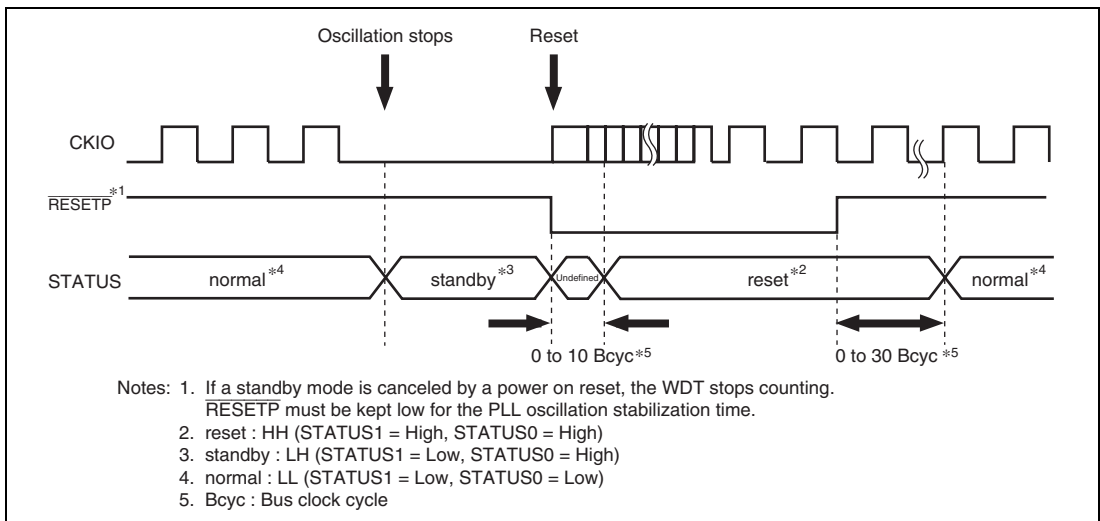 Oscillation stops Reset
CKIO
RESETP*1
STATUS normal*4 standby*3 Undefined reset*2 normal*4
0 to 10 Bcyc*5 0 to 30 Bcyc *5
Notes: 1. If a standby mode is canceled by a power on reset, the WDT stops counting.
RESETP must be kept low for the PLL oscillation stabilization time.
2. reset : HH (STATUS1 = High, STATUS0 = High)
3. standby : LH (STATUS1 = Low, STATUS0 = High)
4. normal : LL (STATUS1 = Low, STATUS0 = Low)
5. Bcyc : Bus clock cycle